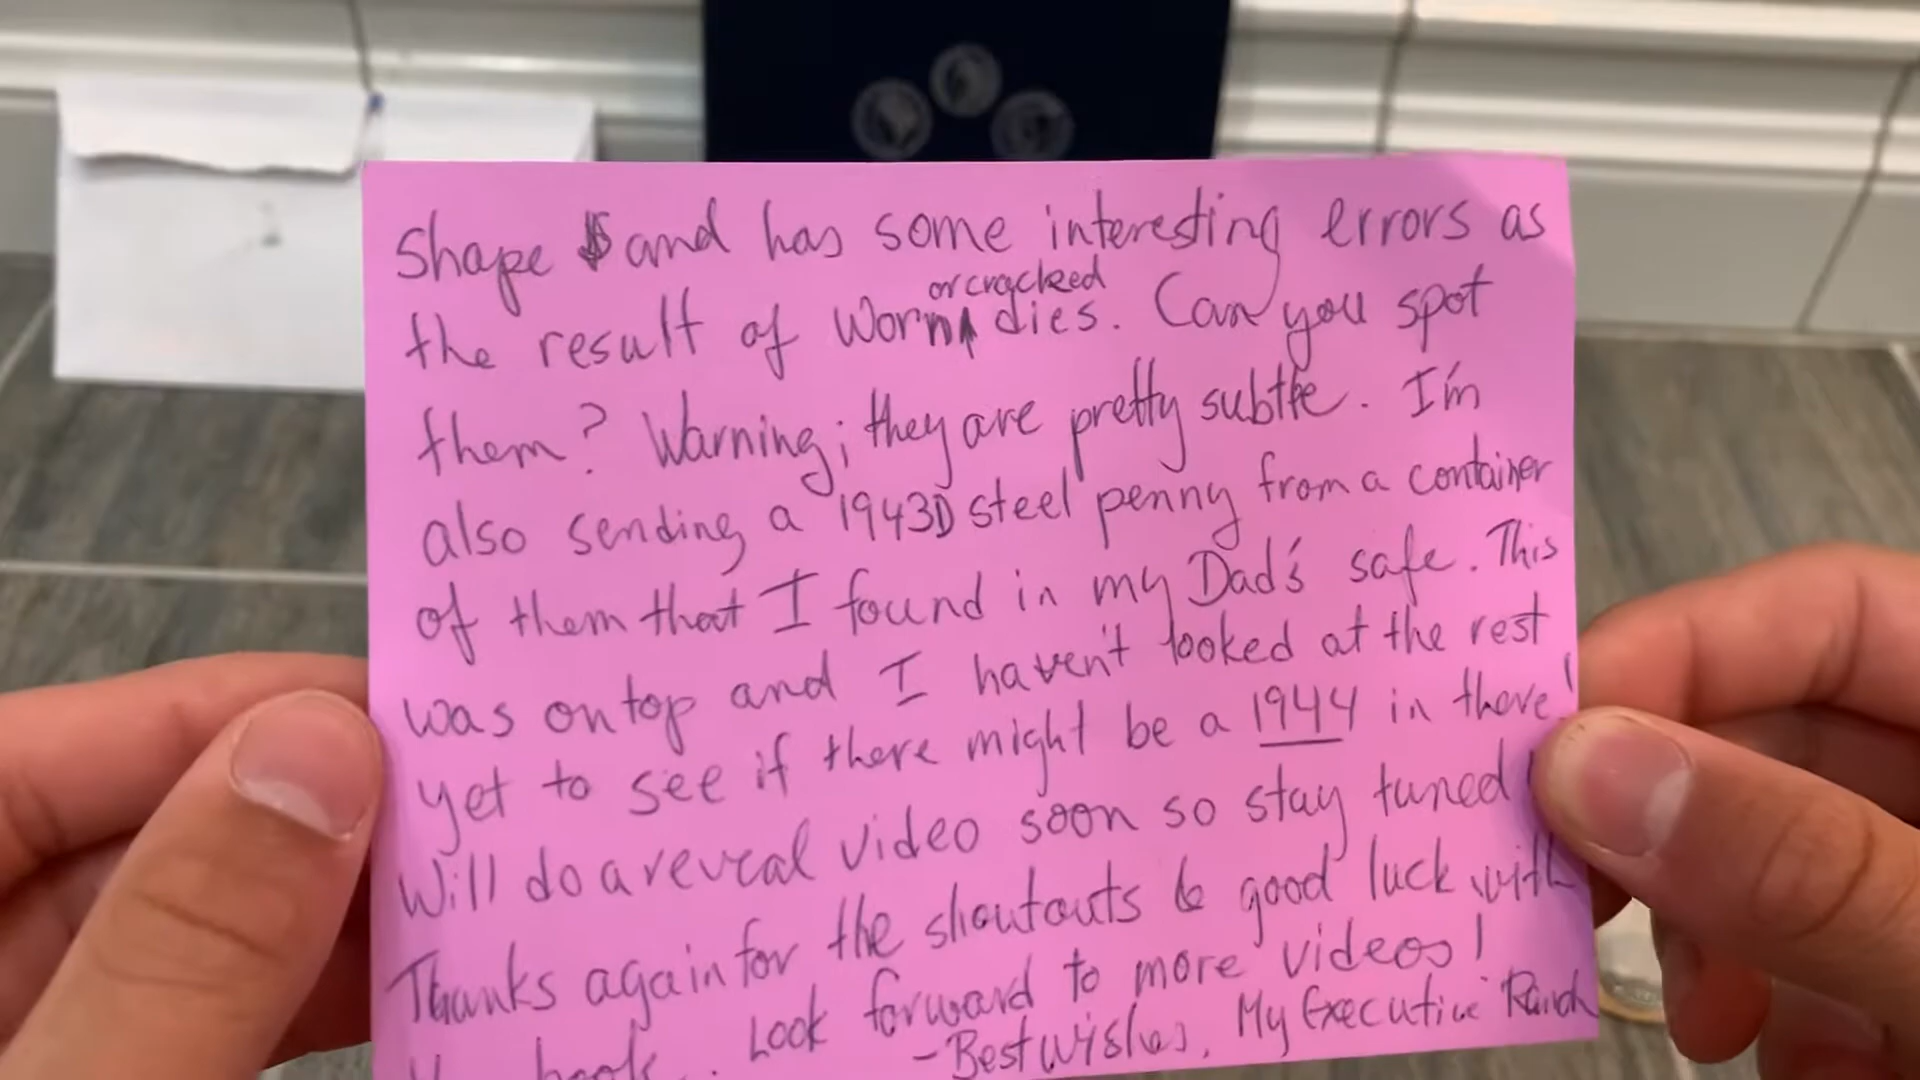 Shape and has some interesting errors as
or cracked
the result of worn dies. Can you spot
them? Warning; they are pretty subtle. I'm
also sending a 1943D steel penny from a container
of them that I found in my Dad's safe. This
was on top and I haven't looked at the rest
yet to see if there might be a 1944 in there!
Will do a reveal video soon so stay tuned!
Thanks again for the shoutouts & good luck with
book. Look forward to more videos!
-Best wishes, My Executive Ranch